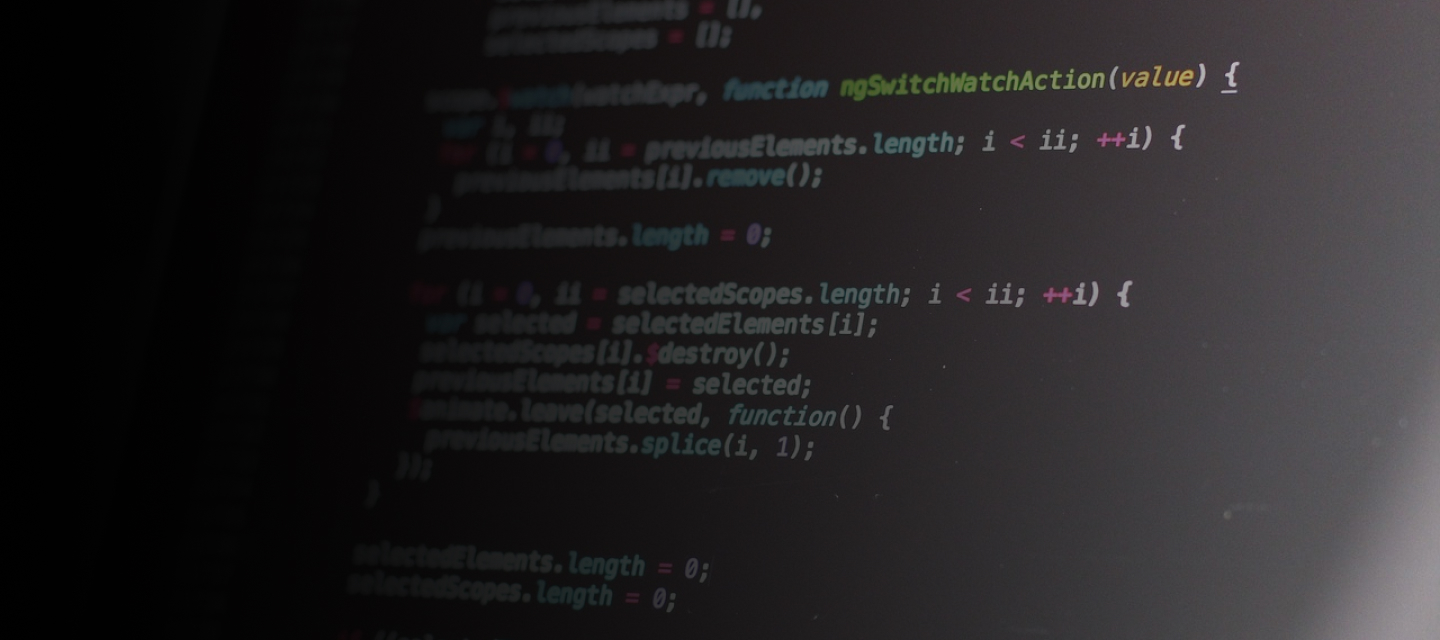 previousElements = [],
selectedScopes = [];
scope.$watch(watchExpr, function ngSwitchWatchAction(value) {
var i, ii;
for (i = 0, ii = previousElements.length; i < ii; ++i) {
previousElements[i].remove();
}
previousElements.length = 0;
for (i = 0, ii = selectedScopes.length; i < ii; ++i) {
var selected = selectedElements[i];
selectedScopes[i].$destroy();
previousElements[i] = selected;
$animate.leave(selected, function() {
previousElements.splice(i, 1);
});
}
selectedElements.length = 0;
selectedScopes.length = 0;